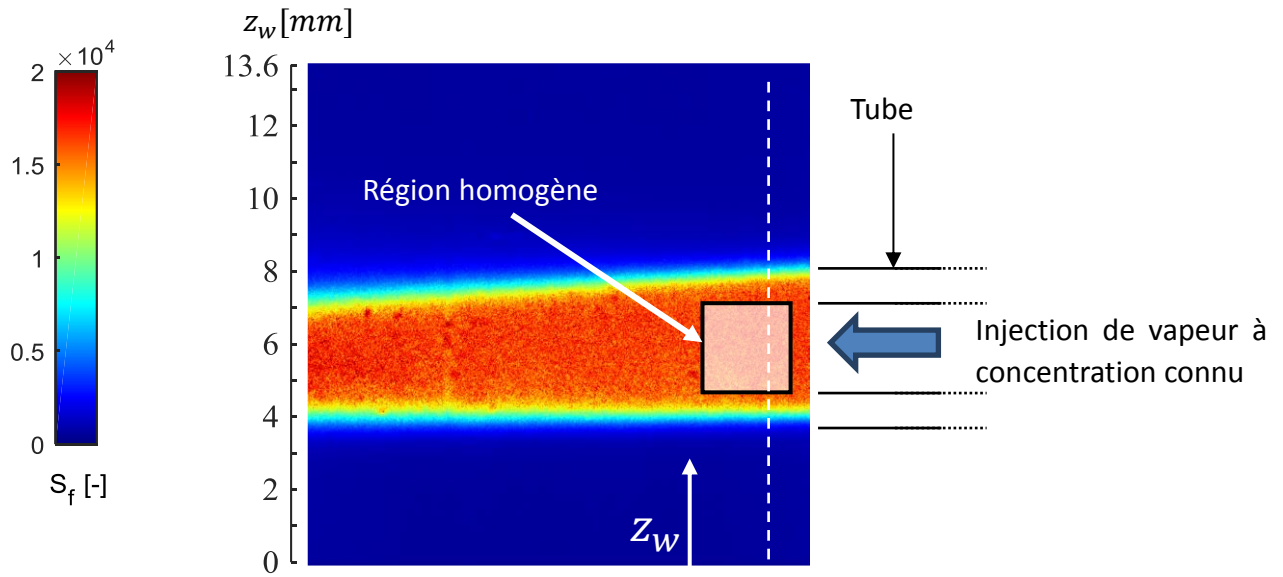 z_w[mm]
×10⁴
2
1.5
1
0.5
0
S_f [-]
13.6
12
10
8
6
4
2
0
Région homogène
z_w
Tube
Injection de vapeur à
concentration connu